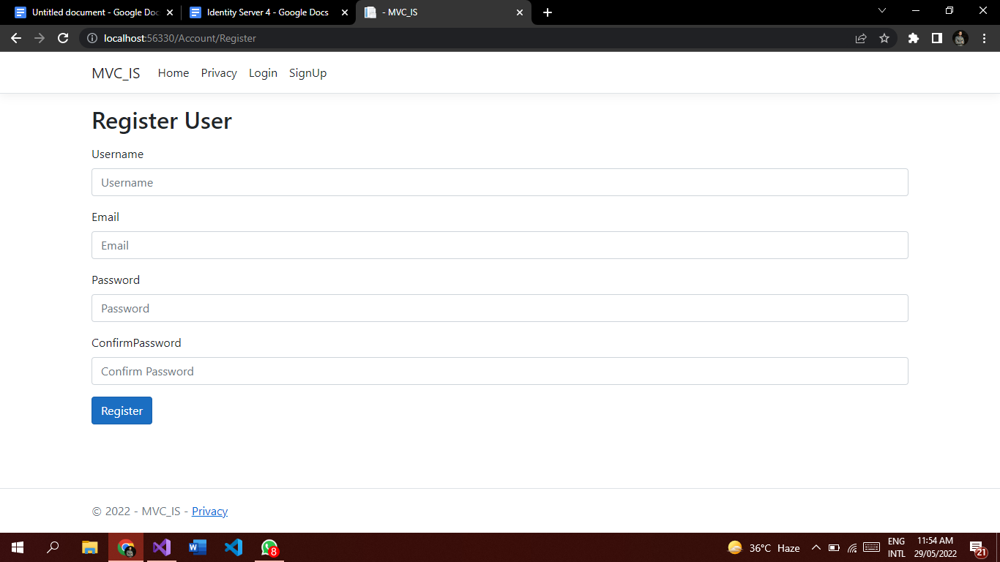 Untitled document - Google Doc
Identity Server 4 - Google Docs
- MVC_IS
localhost:56330/Account/Register
MVC_IS Home Privacy Login SignUp
Register User
Username
Username
Email
Email
Password
Password
ConfirmPassword
Confirm Password
Register
© 2022 - MVC_IS - Privacy
8
36°C Haze
ENG
INTL
11:54 AM
29/05/2022
21